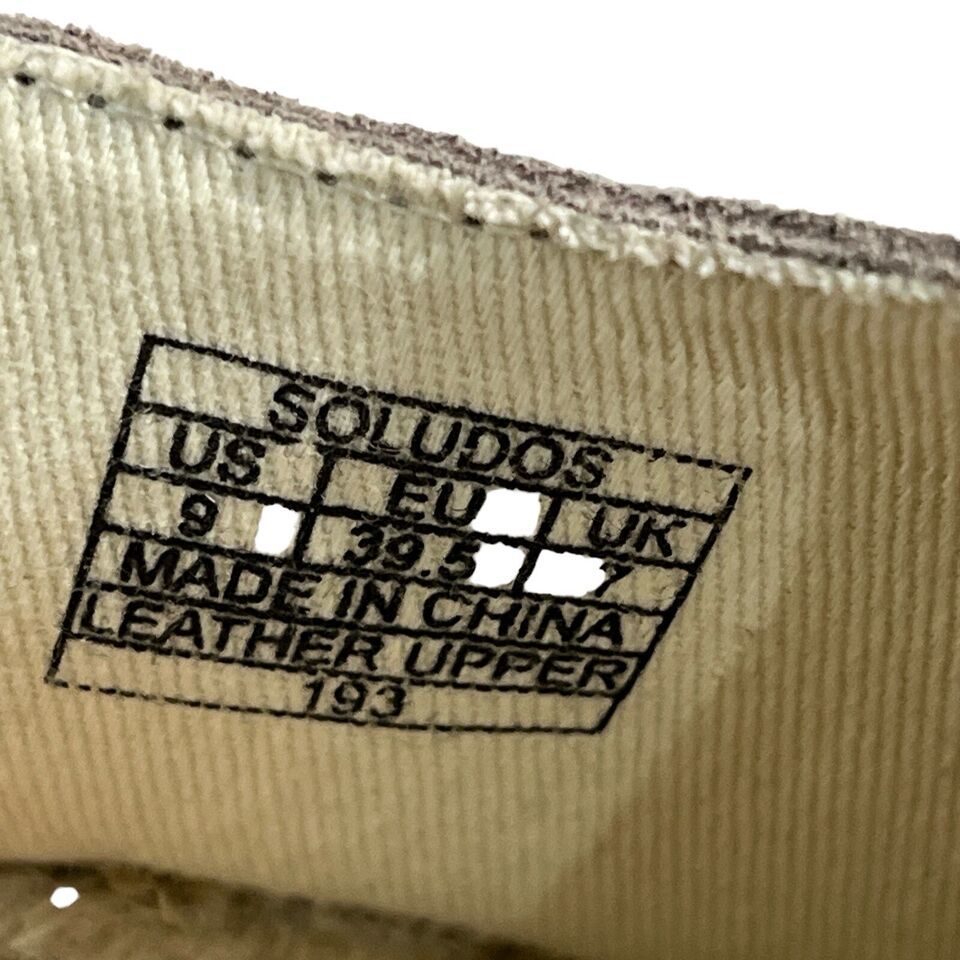 SOLUDOS
US EU UK
9 39.5 7
MADE IN CHINA
LEATHER UPPER
193